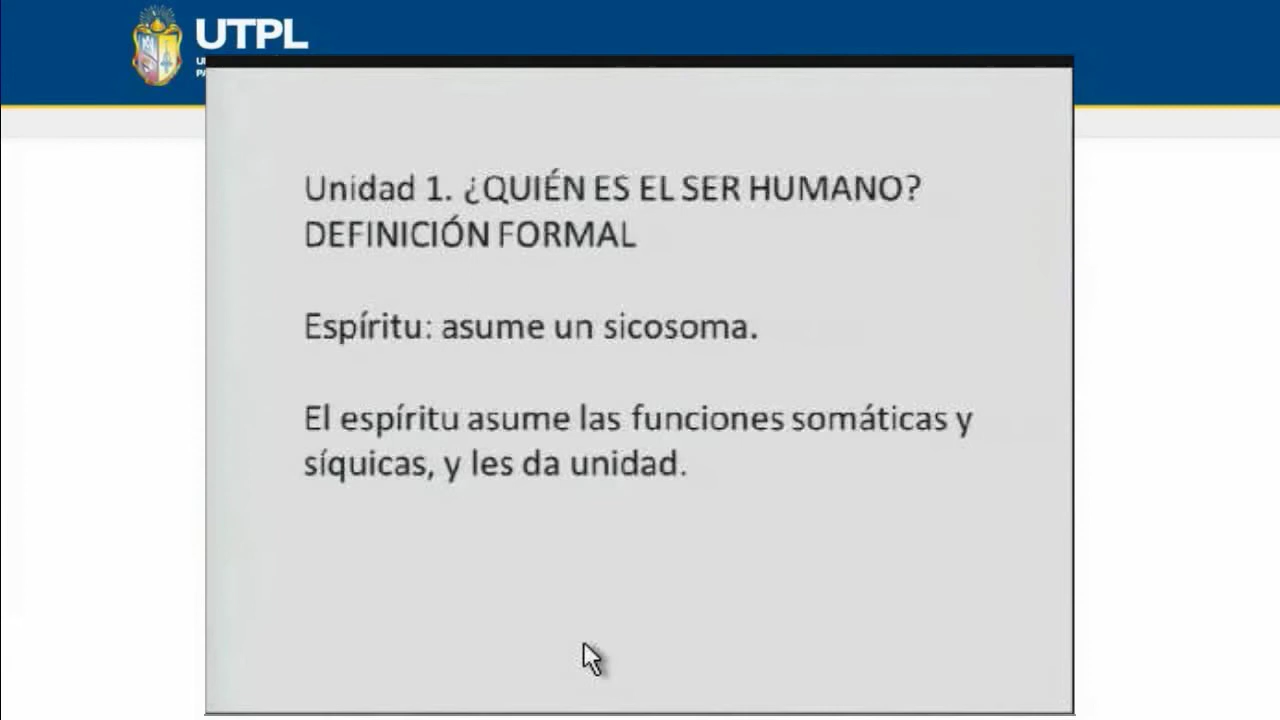 UTPL
Unidad 1. ¿QUIÉN ES EL SER HUMANO?
DEFINICIÓN FORMAL
Espíritu: asume un sicosoma.
El espíritu asume las funciones somáticas y
síquicas, y les da unidad.